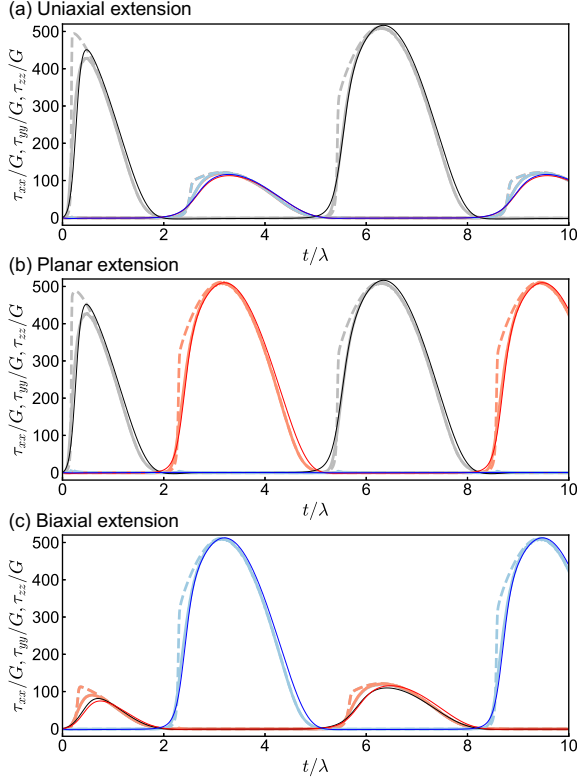 (a) Uniaxial extension
τxx/G, τyy/G, τzz/G
500
400
300
200
100
0
0 2 4 6 8 10
t/λ
(b) Planar extension
τxx/G, τyy/G, τzz/G
500
400
300
200
100
0
0 2 4 6 8 10
t/λ
(c) Biaxial extension
τxx/G, τyy/G, τzz/G
500
400
300
200
100
0
0 2 4 6 8 10
t/λ